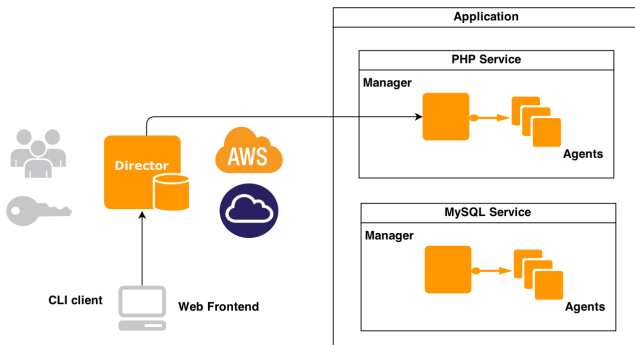 Application
PHP Service
Manager
Agents
Director
AWS
MySQL Service
Manager
Agents
CLI client
Web Frontend